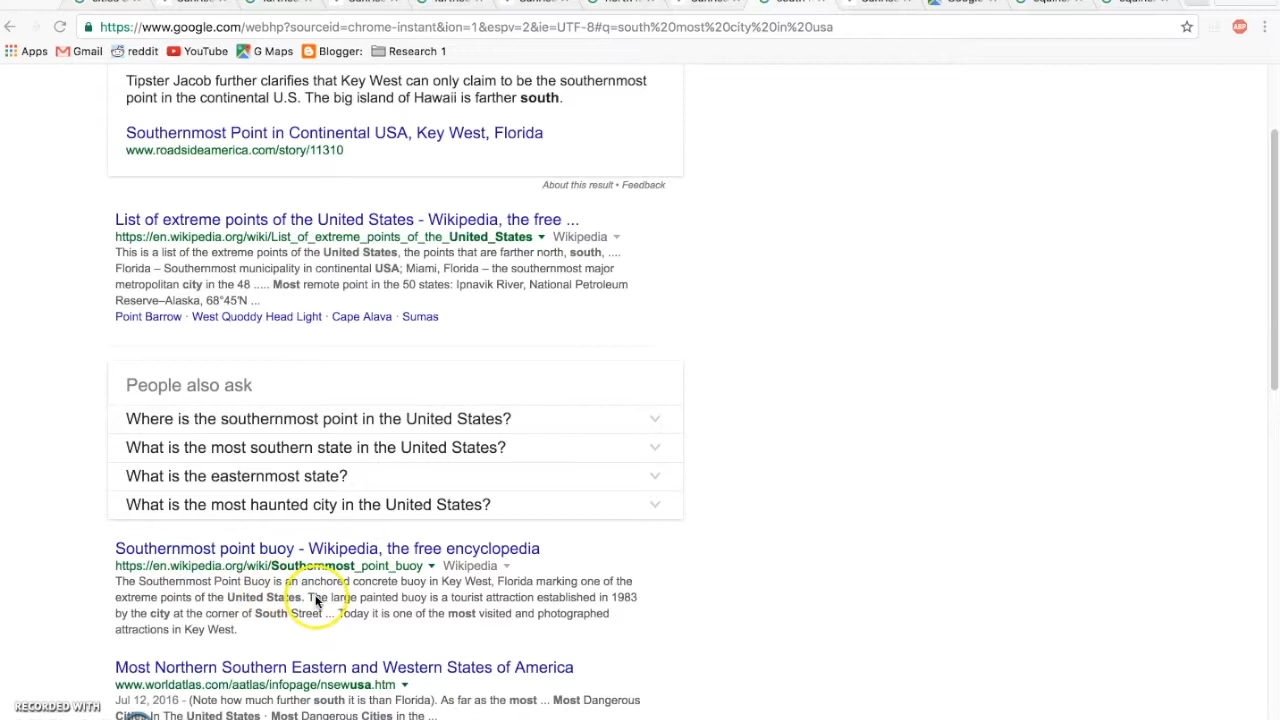 https://www.google.com/webhp?sourceid=chrome-instant&ion=1&espv=2&ie=UTF-8#q=south%20most%20city%20in%20usa
Apps Gmail reddit YouTube G Maps Blogger: Research 1
Tipster Jacob further clarifies that Key West can only claim to be the southernmost
point in the continental U.S. The big island of Hawaii is farther south.
Southernmost Point in Continental USA, Key West, Florida
www.roadsideamerica.com/story/11310
About this result • Feedback
List of extreme points of the United States - Wikipedia, the free ...
https://en.wikipedia.org/wiki/List_of_extreme_points_of_the_United_States Wikipedia
This is a list of the extreme points of the United States, the points that are farther north, south, ....
Florida – Southernmost municipality in continental USA; Miami, Florida – the southernmost major
metropolitan city in the 48 .... Most remote point in the 50 states: Ipnavik River, National Petroleum
Reserve–Alaska, 68°45′N ...
Point Barrow · West Quoddy Head Light · Cape Alava · Sumas
People also ask
Where is the southernmost point in the United States?
What is the most southern state in the United States?
What is the easternmost state?
What is the most haunted city in the United States?
Southernmost point buoy - Wikipedia, the free encyclopedia
https://en.wikipedia.org/wiki/Southernmost_point_buoy Wikipedia
The Southernmost Point Buoy is an anchored concrete buoy in Key West, Florida marking one of the
extreme points of the United States. The large painted buoy is a tourist attraction established in 1983
by the city at the corner of South Street ... Today it is one of the most visited and photographed
attractions in Key West.
Most Northern Southern Eastern and Western States of America
www.worldatlas.com/aatlas/infopage/nsewusa.htm
Jul 12, 2016 - (Note how much further south it is than Florida). As far as the most ... Most Dangerous
Cities In The United States · Most Dangerous Cities in the ...
RECORDED WITH